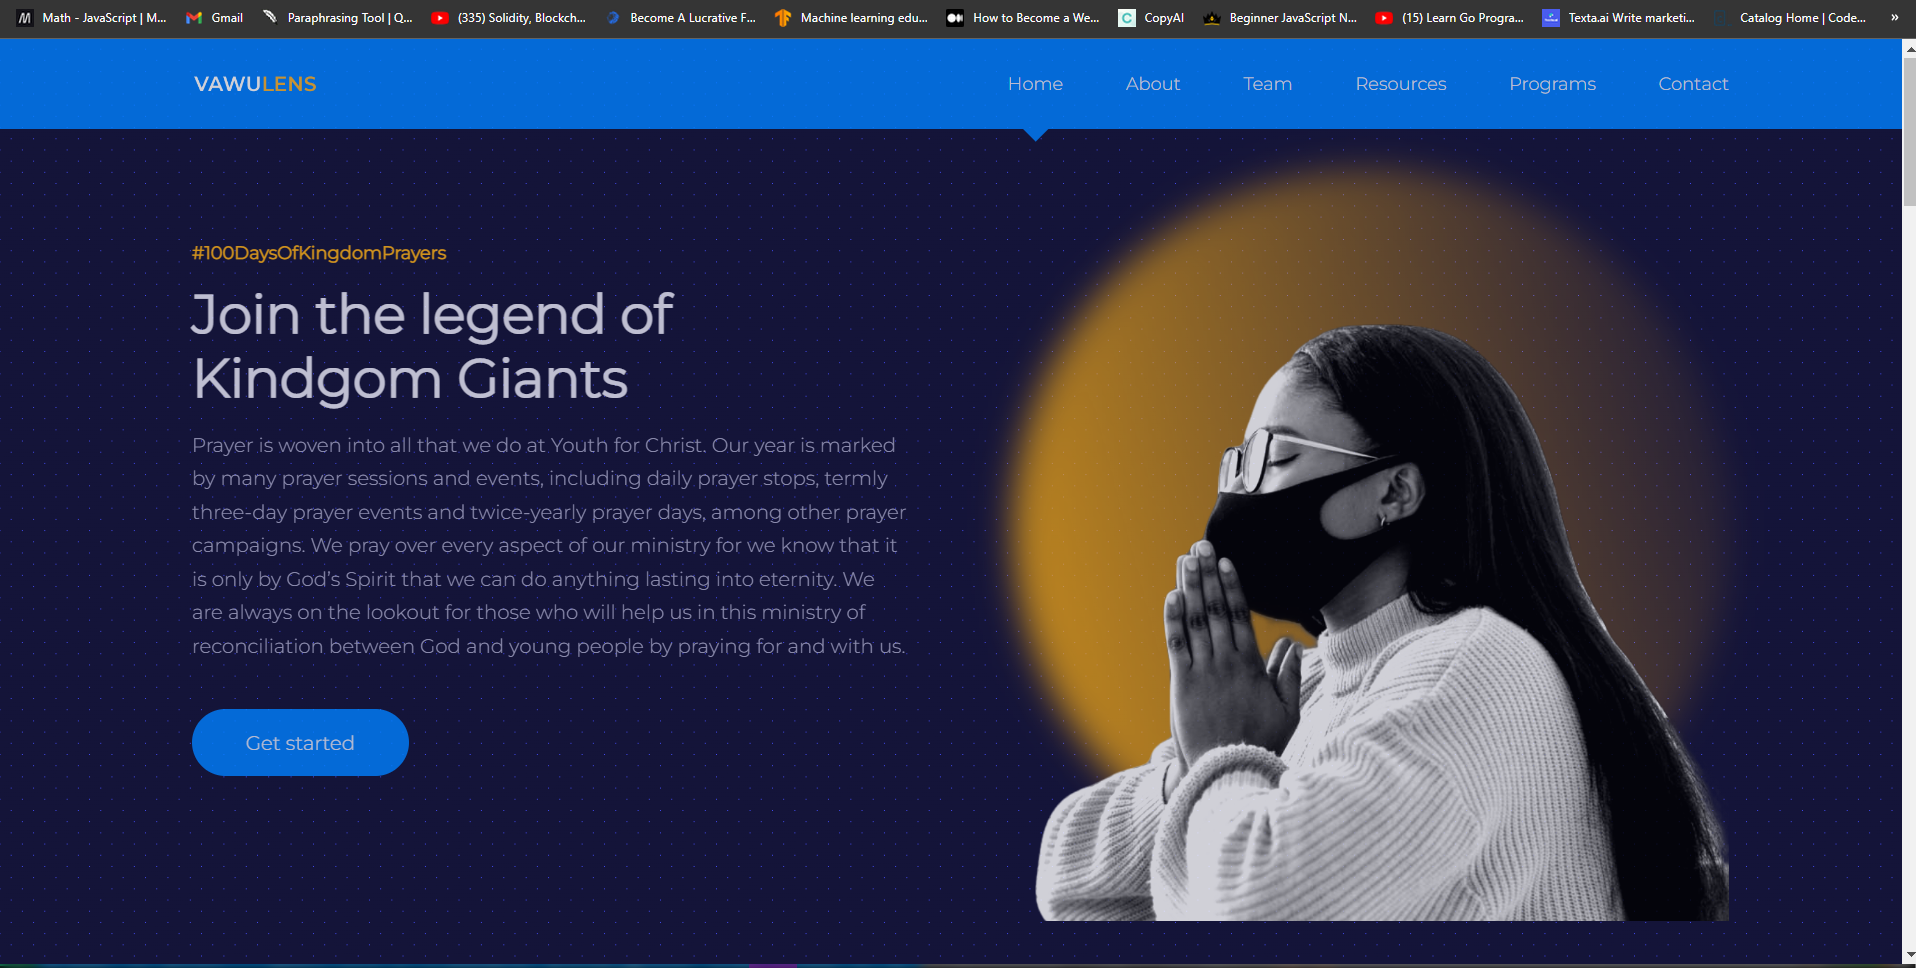 Math - JavaScript | M...
Gmail
Paraphrasing Tool | Q...
(335) Solidity, Blockch...
Become A Lucrative F...
Machine learning edu...
How to Become a We...
CopyAI
Beginner JavaScript N...
(15) Learn Go Progra...
Texta.ai Write marketi...
Catalog Home | Code...
»
VAWULENS
Home
About
Team
Resources
Programs
Contact
#100DaysOfKingdomPrayers
Join the legend of
Kindgom Giants
Prayer is woven into all that we do at Youth for Christ. Our year is marked
by many prayer sessions and events, including daily prayer stops, termly
three-day prayer events and twice-yearly prayer days, among other prayer
campaigns. We pray over every aspect of our ministry for we know that it
is only by God’s Spirit that we can do anything lasting into eternity. We
are always on the lookout for those who will help us in this ministry of
reconciliation between God and young people by praying for and with us.
Get started